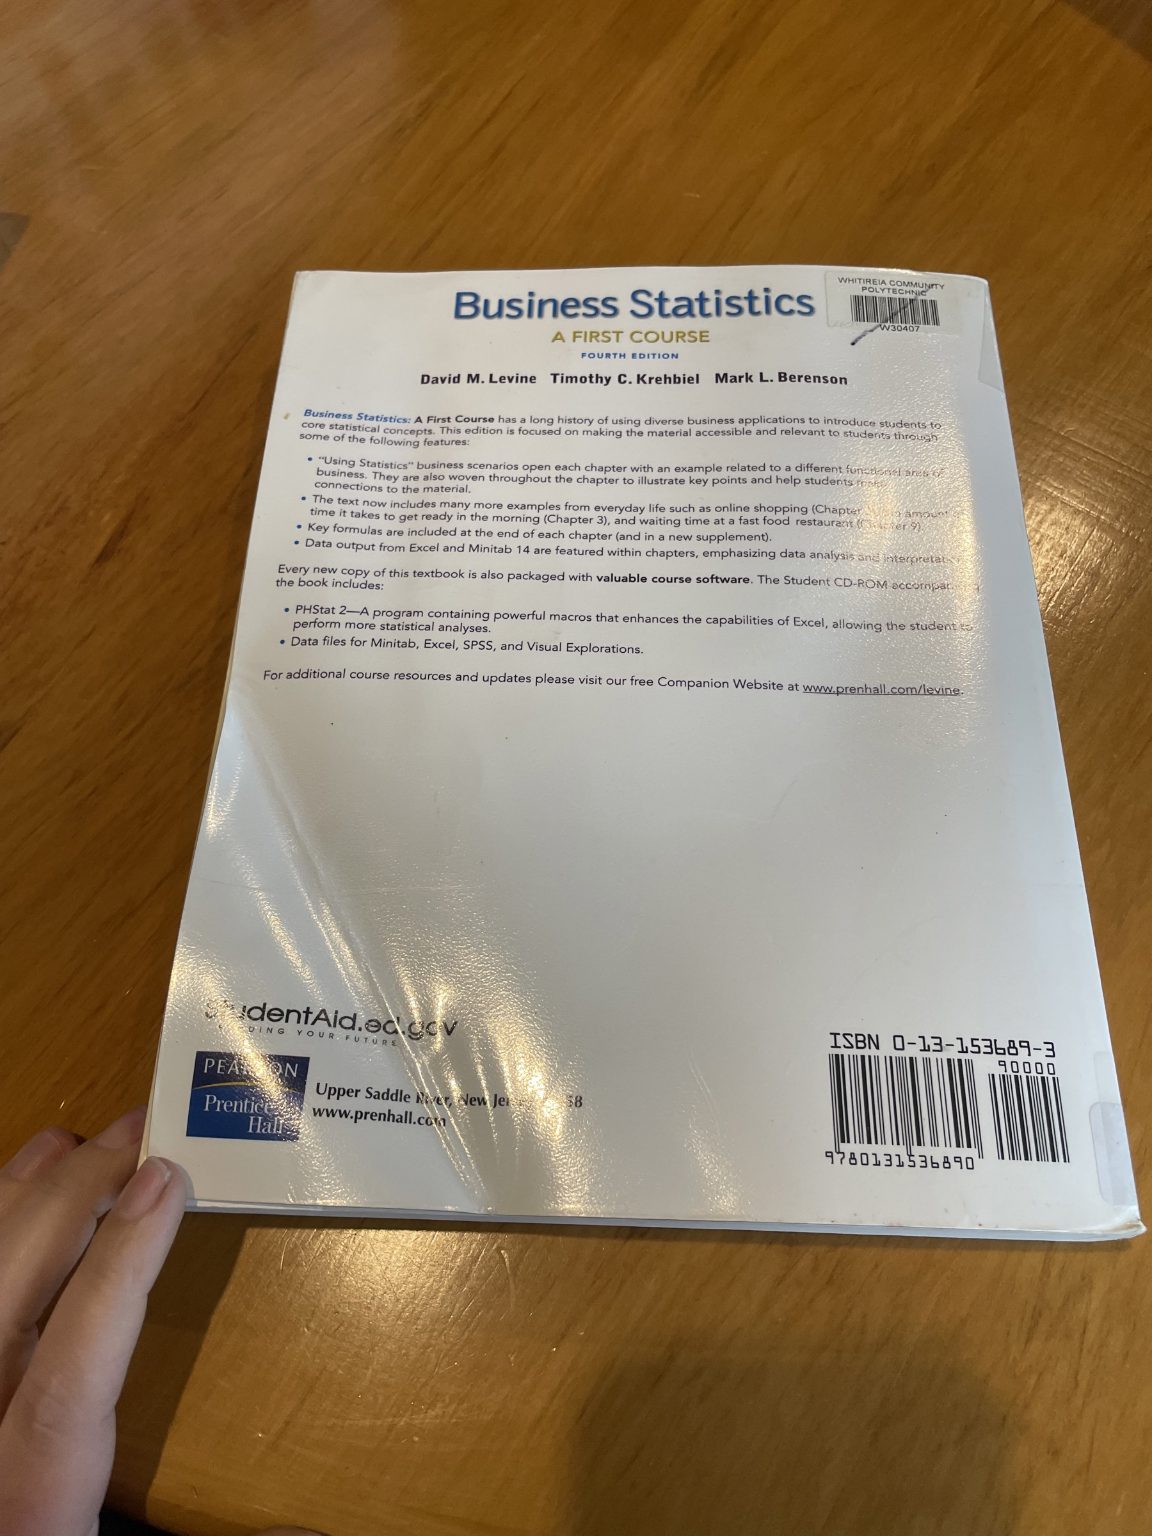 Business Statistics
A FIRST COURSE
FOURTH EDITION
David M. Levine Timothy C. Krehbiel Mark L. Berenson
WHITIREIA COMMUNITY
POLYTECHNIC
W30407
Business Statistics: A First Course has a long history of using diverse business applications to introduce students to
core statistical concepts. This edition is focused on making the material accessible and relevant to students through
some of the following features:
• "Using Statistics" business scenarios open each chapter with an example related to a different functional area of
business. They are also woven throughout the chapter to illustrate key points and help students
connections to the material.
• The text now includes many more examples from everyday life such as online shopping (Chapter amount
time it takes to get ready in the morning (Chapter 3), and waiting time at a fast food restaurant (Chapter 9).
• Key formulas are included at the end of each chapter (and in a new supplement).
• Data output from Excel and Minitab 14 are featured within chapters, emphasizing data analysis and
Every new copy of this textbook is also packaged with valuable course software. The Student CD-ROM
the book includes:
• PHStat 2—A program containing powerful macros that enhances the capabilities of Excel, allowing the student to
perform more statistical analyses.
• Data files for Minitab, Excel, SPSS, and Visual Explorations.
For additional course resources and updates please visit our free Companion Website at www.prenhall.com/levine.
studentAid.ed.gov
YOUR FUTURE
PEARSON
Prentice
Hall
Upper Saddle River, New Jersey
www.prenhall.com
ISBN 0-13-153689-3
90000
9780131536890